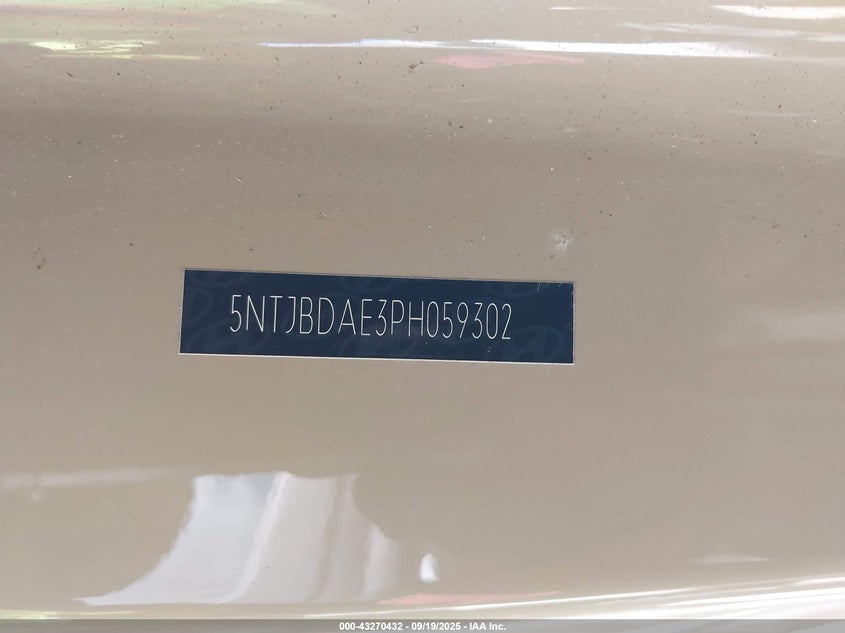 5NTJBDAE3PH059302
000-43270432 - 09/19/2025 - IAA Inc.